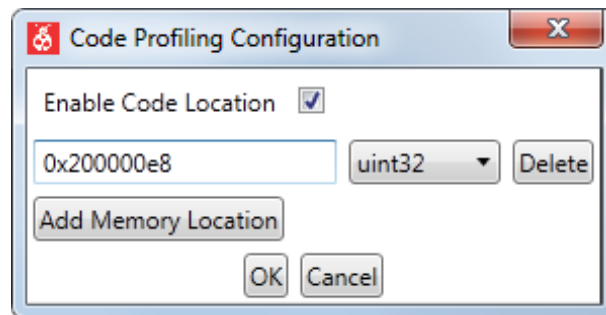 Code Profiling Configuration
Enable Code Location
0x200000e8 uint32 Delete
Add Memory Location
OK Cancel